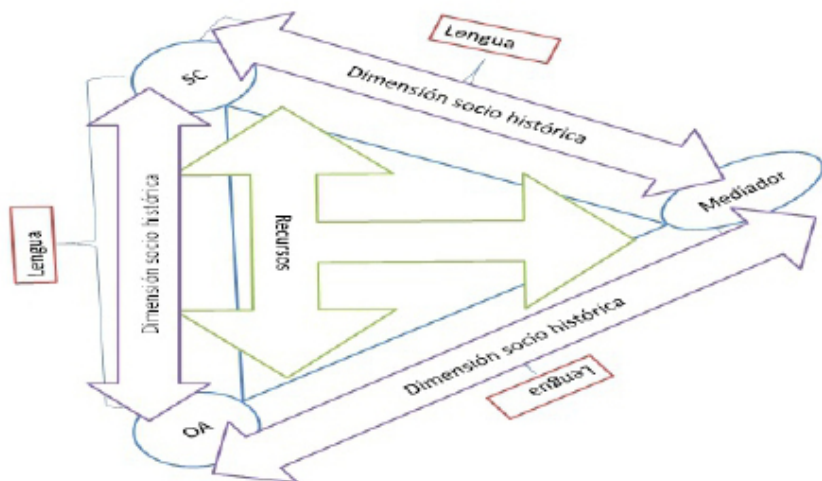 Lengua
SC
Dimensión socio histórica
Mediador
Lengua
Dimensión socio histórica
Recursos
Dimensión socio histórica
Lengua
OA